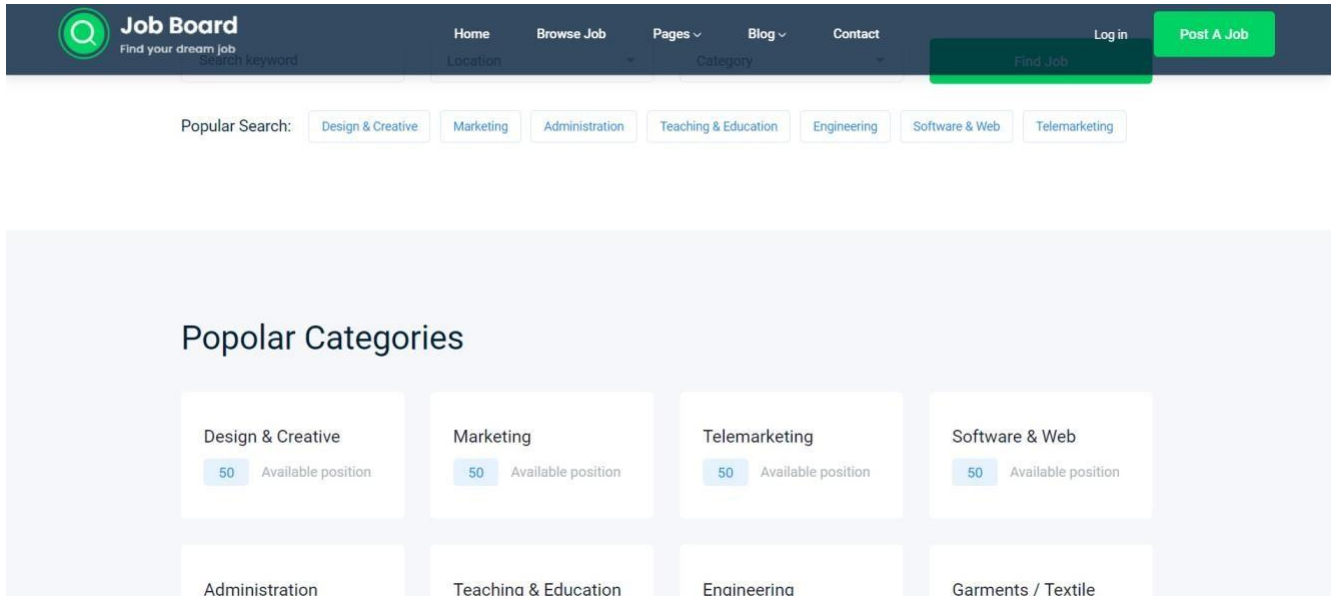 Job Board
Find your dream job
Home Browse Job Pages Blog Contact Log in Post A Job
Search keyword Location Category Find Job
Popular Search: Design & Creative Marketing Administration Teaching & Education Engineering Software & Web Telemarketing
Popolar Categories
Design & Creative Marketing Telemarketing Software & Web
50 Available position 50 Available position 50 Available position 50 Available position
Administration Teaching & Education Engineering Garments / Textile